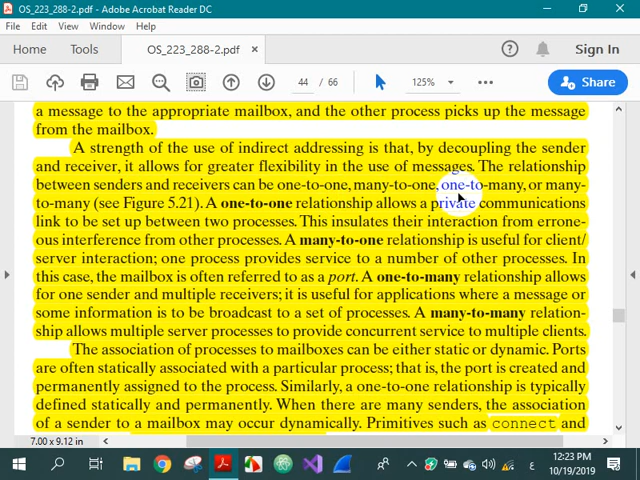 OS_223_288-2.pdf - Adobe Acrobat Reader DC
File Edit View Window Help
Home Tools OS_223_288-2.pdf × Sign In
44 / 66 125% Share
a message to the appropriate mailbox, and the other process picks up the message
from the mailbox.
A strength of the use of indirect addressing is that, by decoupling the sender
and receiver, it allows for greater flexibility in the use of messages. The relationship
between senders and receivers can be one-to-one, many-to-one, one-to-many, or many-
to-many (see Figure 5.21). A one-to-one relationship allows a private communications
link to be set up between two processes. This insulates their interaction from errone-
ous interference from other processes. A many-to-one relationship is useful for client/
server interaction; one process provides service to a number of other processes. In
this case, the mailbox is often referred to as a port. A one-to-many relationship allows
for one sender and multiple receivers; it is useful for applications where a message or
some information is to be broadcast to a set of processes. A many-to-many relation-
ship allows multiple server processes to provide concurrent service to multiple clients.
The association of processes to mailboxes can be either static or dynamic. Ports
are often statically associated with a particular process; that is, the port is created and
permanently assigned to the process. Similarly, a one-to-one relationship is typically
defined statically and permanently. When there are many senders, the association
of a sender to a mailbox may occur dynamically. Primitives such as connect and
7.00 x 9.12 in
ع 12:23 PM
10/19/2019